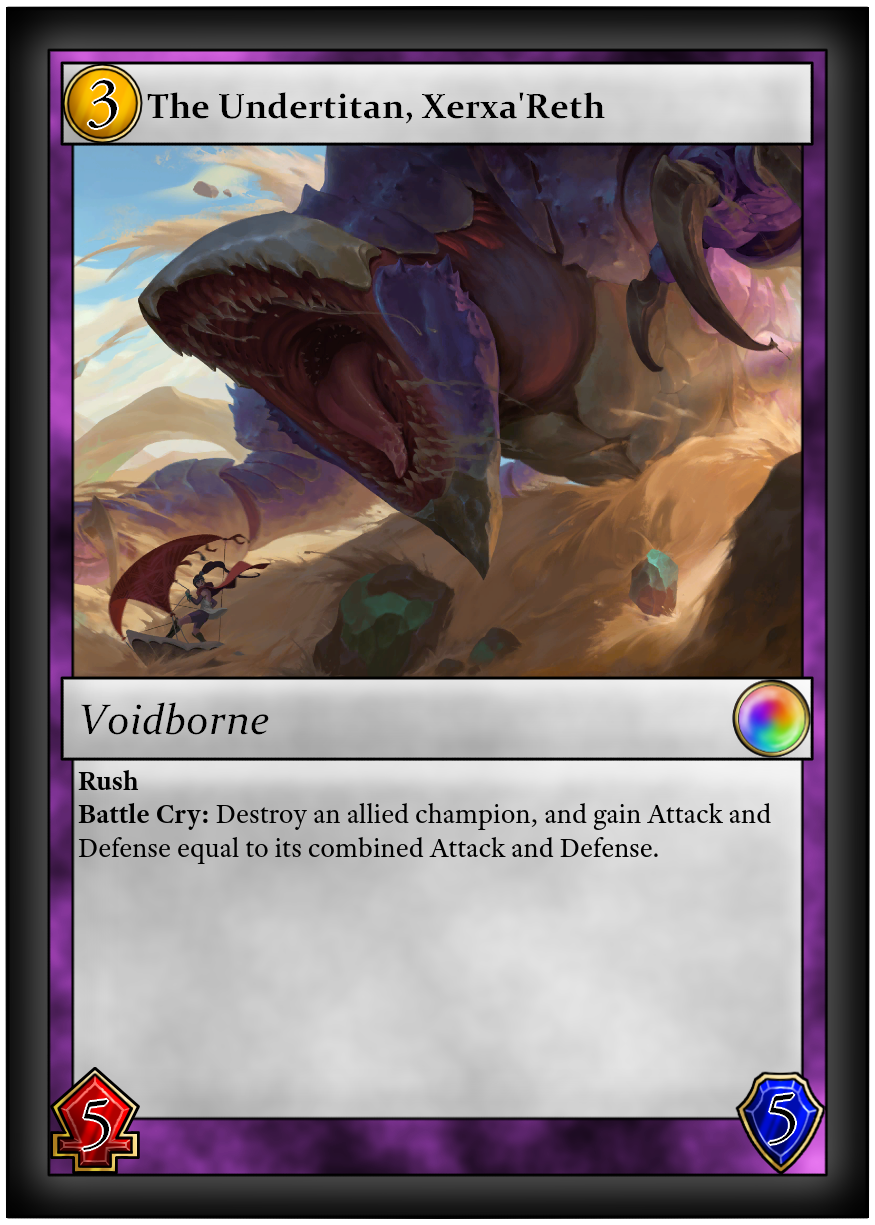 3 The Undertitan, Xerxa'Reth
Voidborne
Rush
Battle Cry: Destroy an allied champion, and gain Attack and
Defense equal to its combined Attack and Defense.
5 5